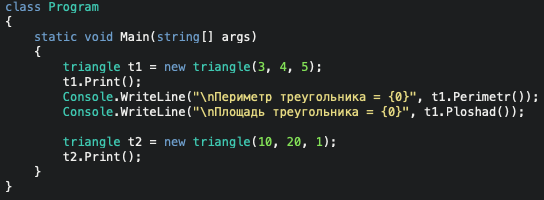 class Program
{
    static void Main(string[] args)
    {
        triangle t1 = new triangle(3, 4, 5);
        t1.Print();
        Console.WriteLine("\nПериметр треугольника = {0}", t1.Perimetr());
        Console.WriteLine("\nПлощадь треугольника = {0}", t1.Ploshad());

        triangle t2 = new triangle(10, 20, 1);
        t2.Print();
    }
}